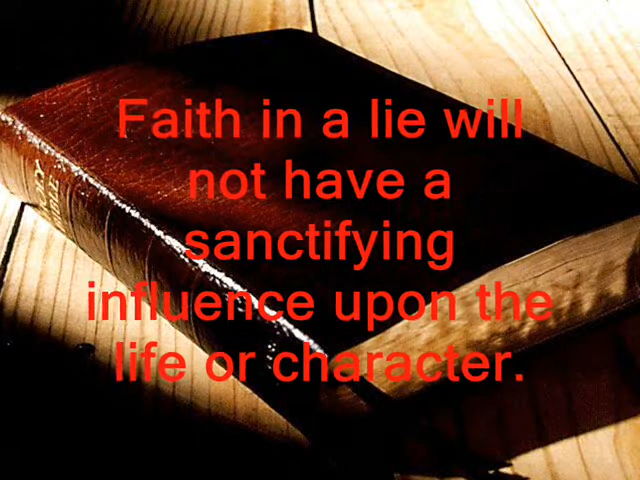 Faith in a lie will
not have a
sanctifying
influence upon the
life or character.